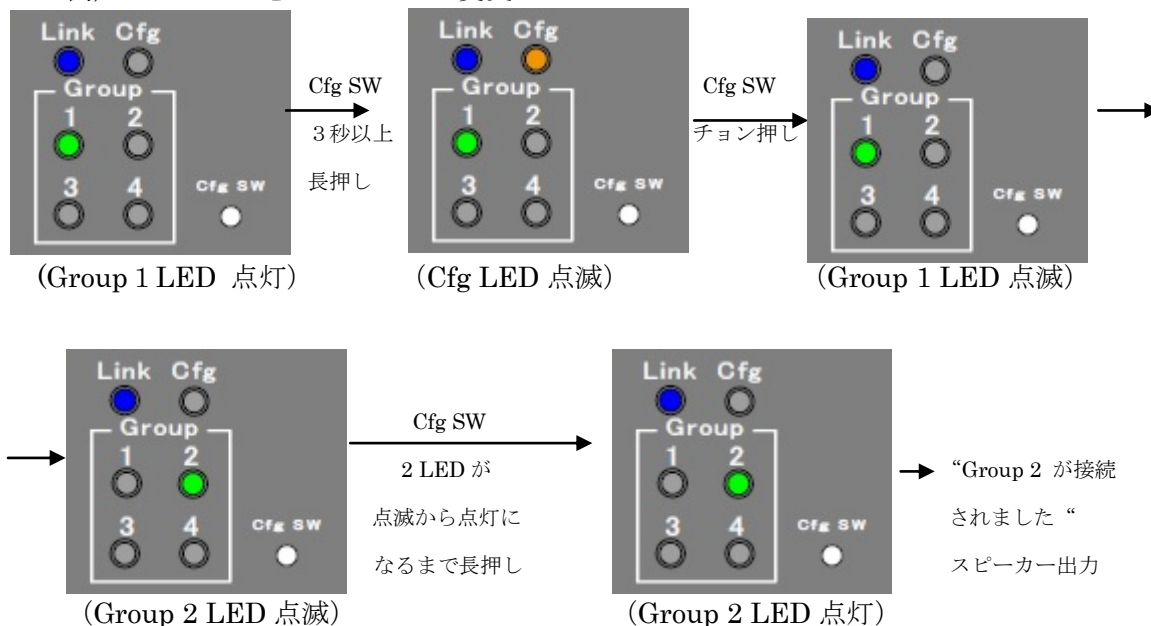 Link Cfg
Group
1 2
3 4
Cfg SW
(Group 1 LED 点灯)
Cfg SW
3秒以上
長押し
Link Cfg
Group
1 2
3 4
Cfg SW
(Cfg LED 点滅)
Cfg SW
チョン押し
Link Cfg
Group
1 2
3 4
Cfg SW
(Group 1 LED 点滅)
Link Cfg
Group
1 2
3 4
Cfg SW
(Group 2 LED 点滅)
Cfg SW
2 LED が
点滅から点灯に
なるまで長押し
Link Cfg
Group
1 2
3 4
Cfg SW
(Group 2 LED 点灯)
“Group 2 が接続
されました“
スピーカー出力